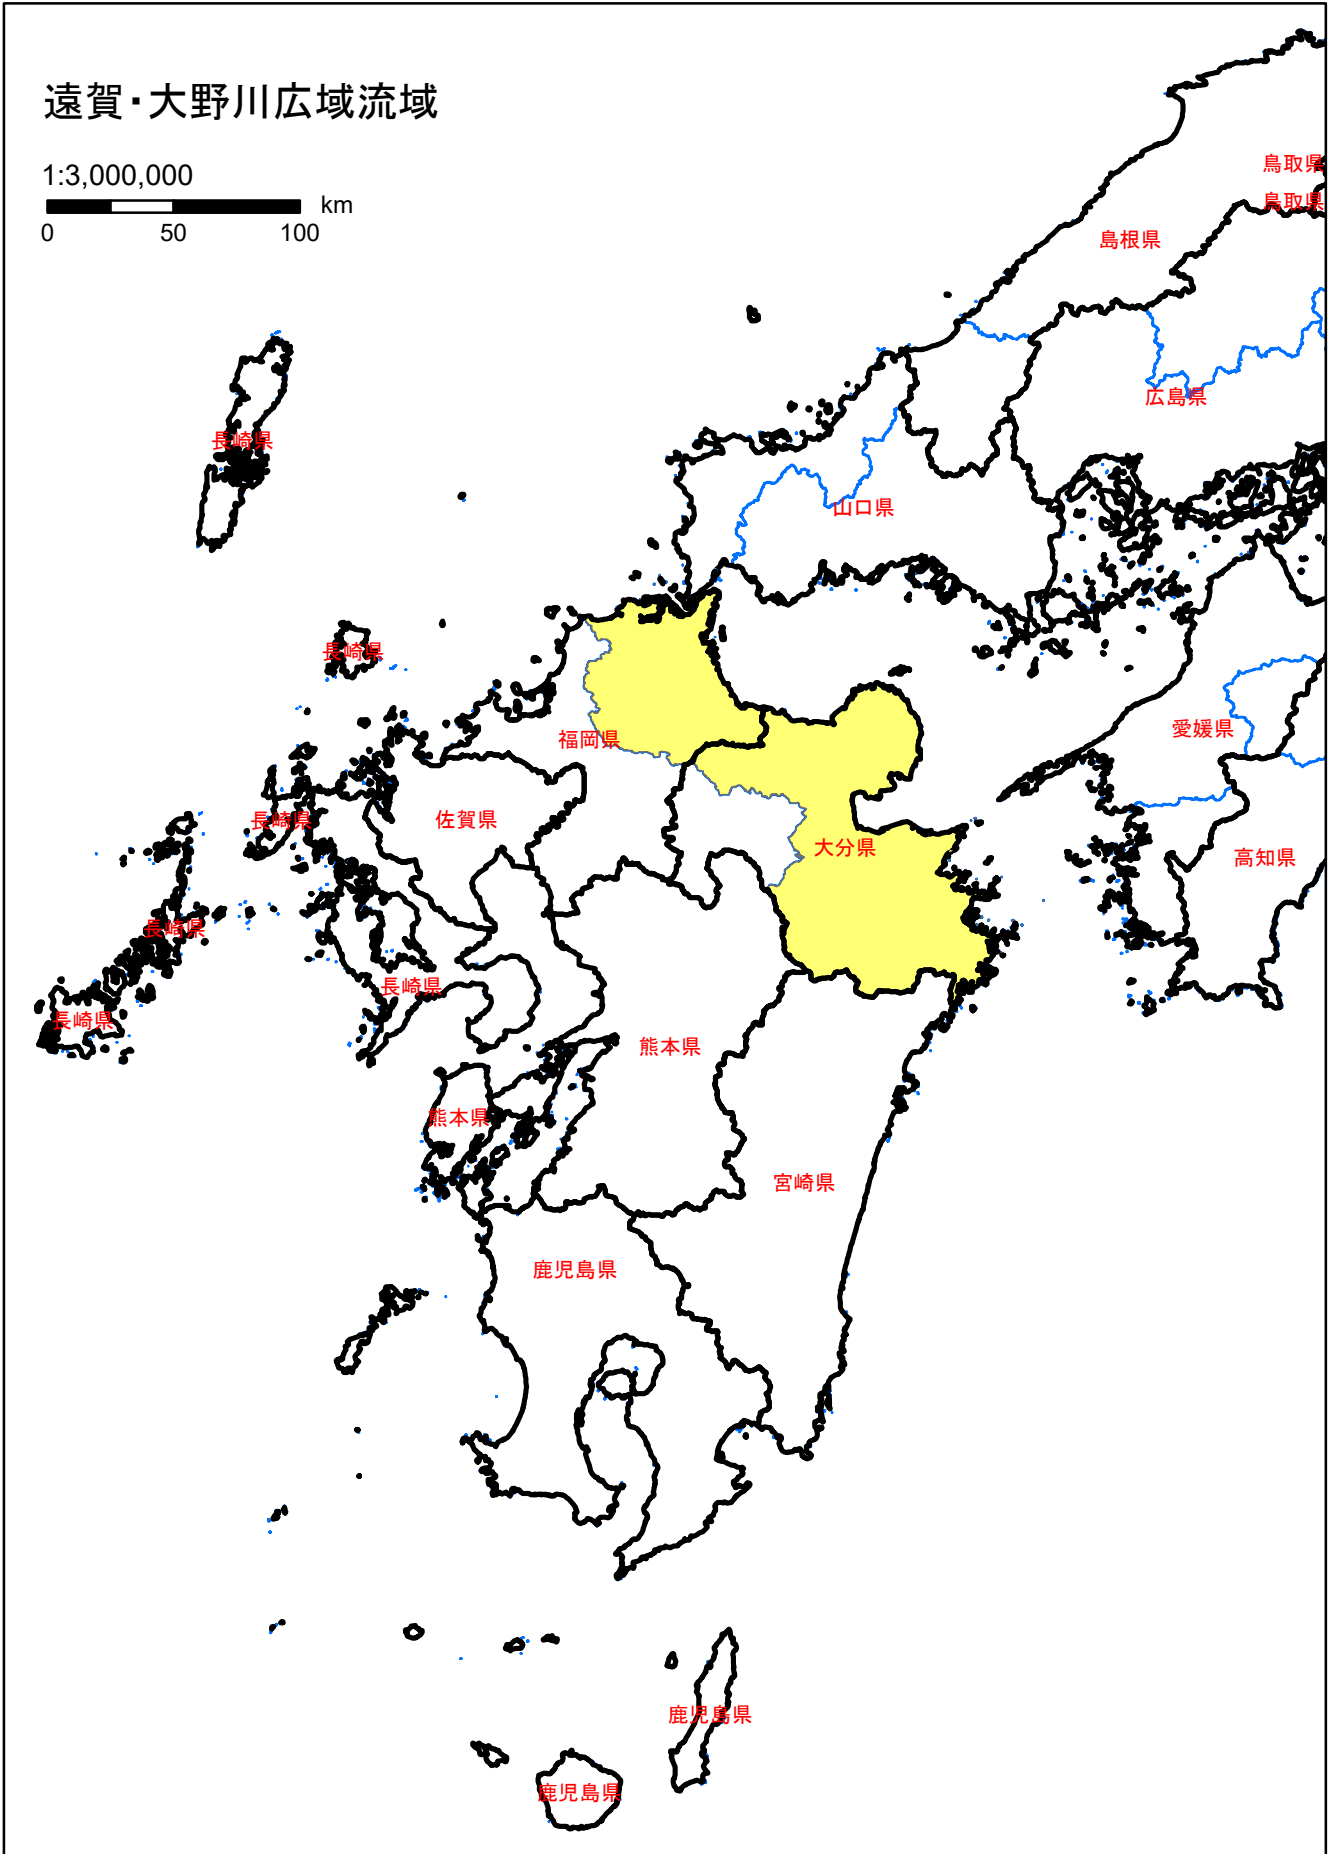 遠賀・大野川広域流域
1:3,000,000
km
0 50 100
鳥取県
鳥取県
島根県
広島県
長崎県
山口県
長崎県
愛媛県
福岡県
長崎県
佐賀県
大分県
高知県
長崎県
長崎県
長崎県
熊本県
熊本県
宮崎県
鹿児島県
鹿児島県
鹿児島県